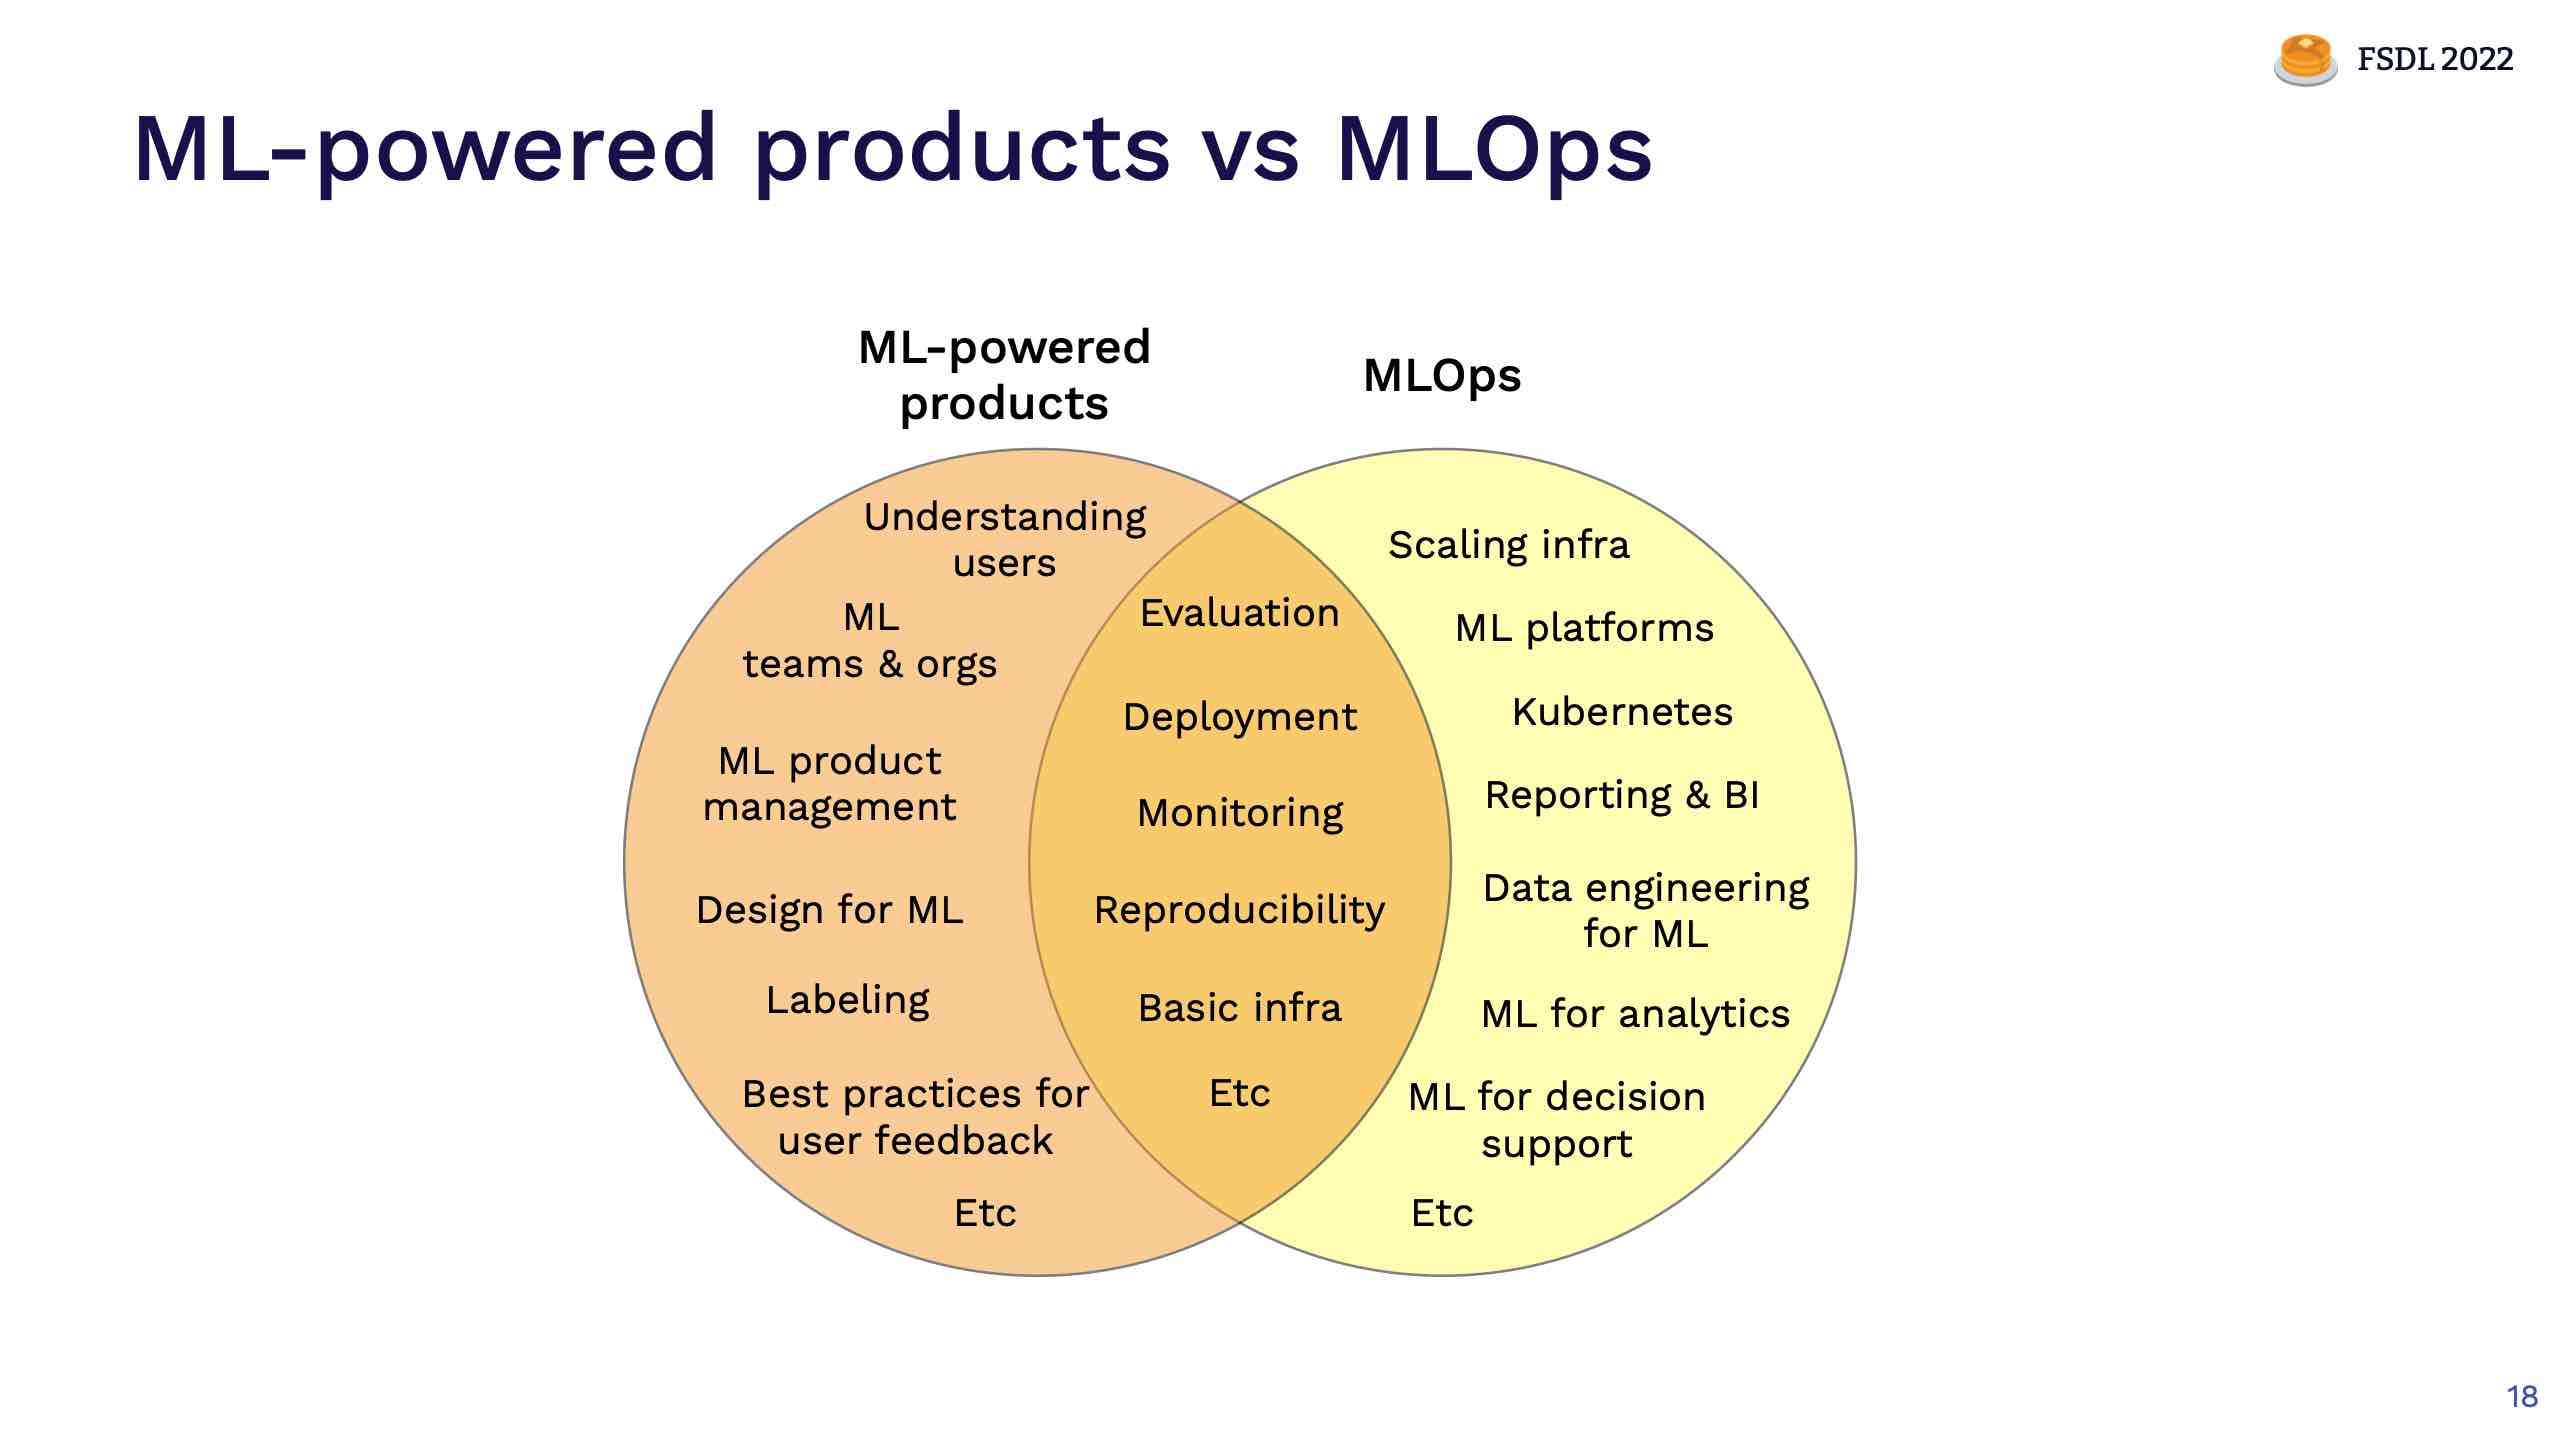 FSDL 2022
ML-powered products vs MLOps
ML-powered
products
MLOps
Understanding
users
ML
teams & orgs
ML product
management
Design for ML
Labeling
Best practices for
user feedback
Etc
Evaluation
Deployment
Monitoring
Reproducibility
Basic infra
Etc
Scaling infra
ML platforms
Kubernetes
Reporting & BI
Data engineering
for ML
ML for analytics
ML for decision
support
Etc
18